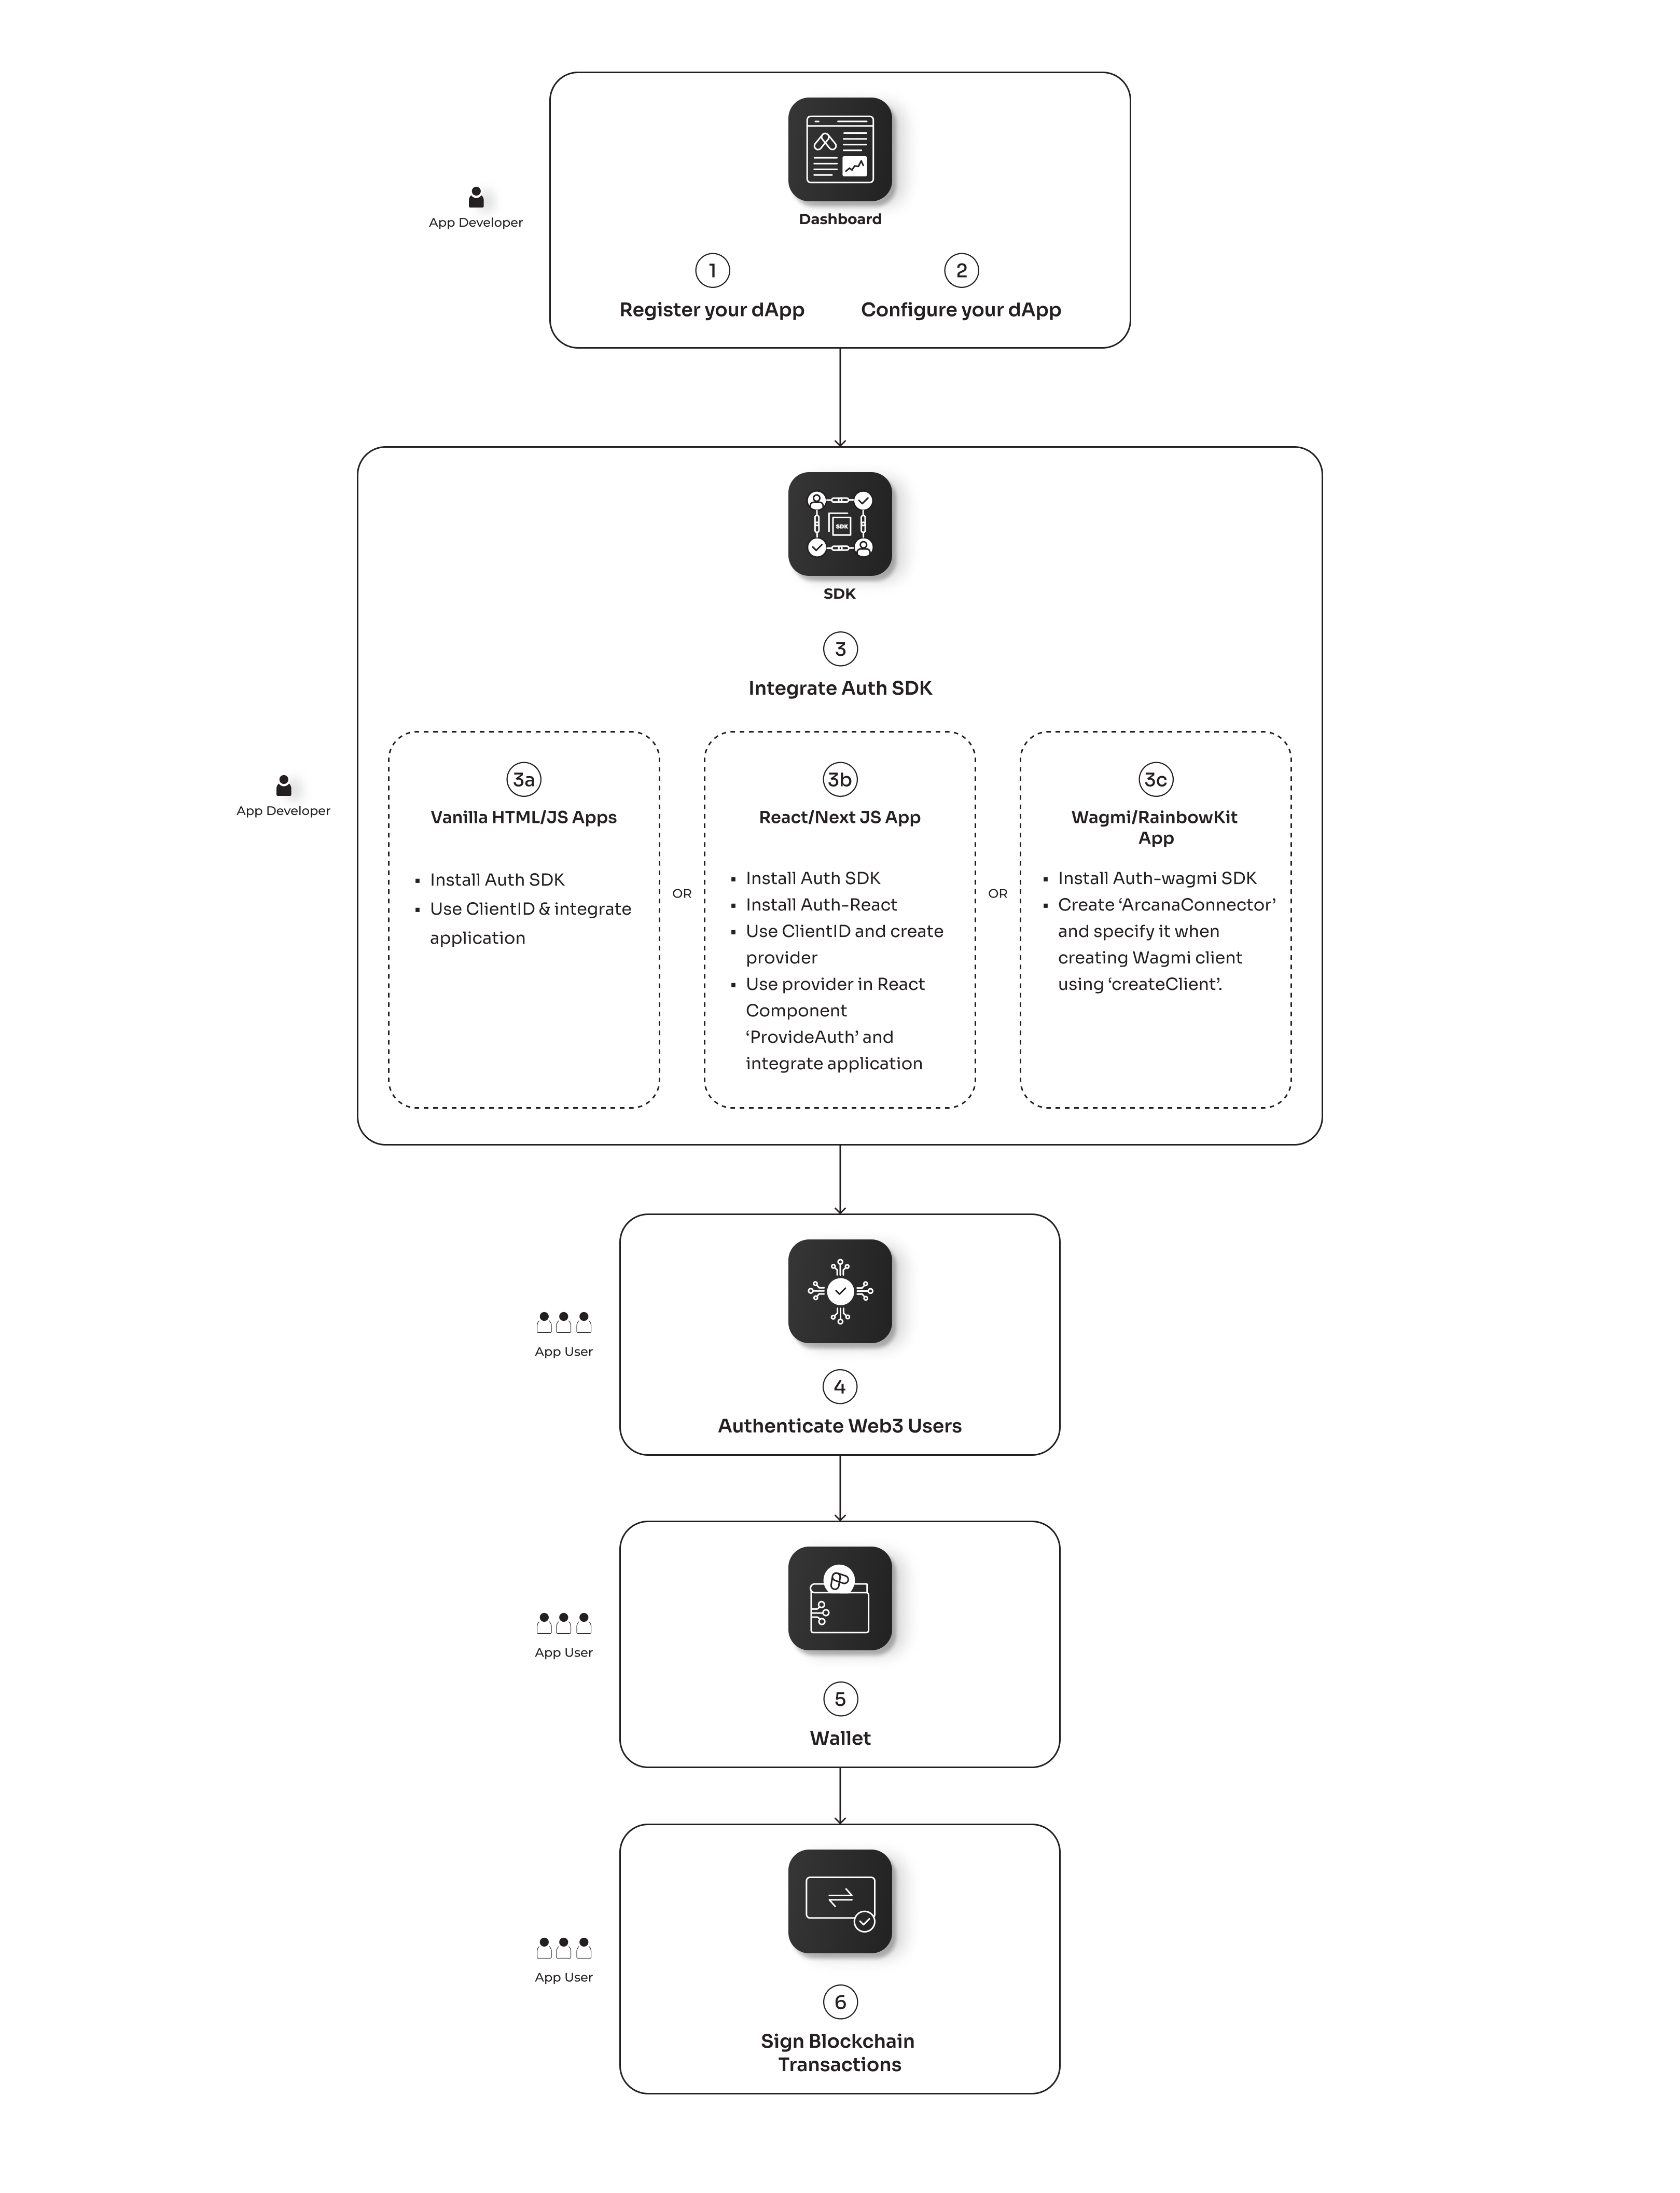 App Developer
Dashboard
1
Register your dApp
2
Configure your dApp
App Developer
SDK
SDK
3
Integrate Auth SDK
3a
Vanilla HTML/JS Apps
▪ Install Auth SDK
▪ Use ClientID & integrate
application
OR
3b
React/Next JS App
▪ Install Auth SDK
▪ Install Auth-React
▪ Use ClientID and create
provider
▪ Use provider in React
Component
‘ProvideAuth’ and
integrate application
OR
3c
Wagmi/RainbowKit
App
▪ Install Auth-wagmi SDK
▪ Create ‘ArcanaConnector’
and specify it when
creating Wagmi client
using ‘createClient’.
App User
4
Authenticate Web3 Users
App User
5
Wallet
App User
6
Sign Blockchain
Transactions